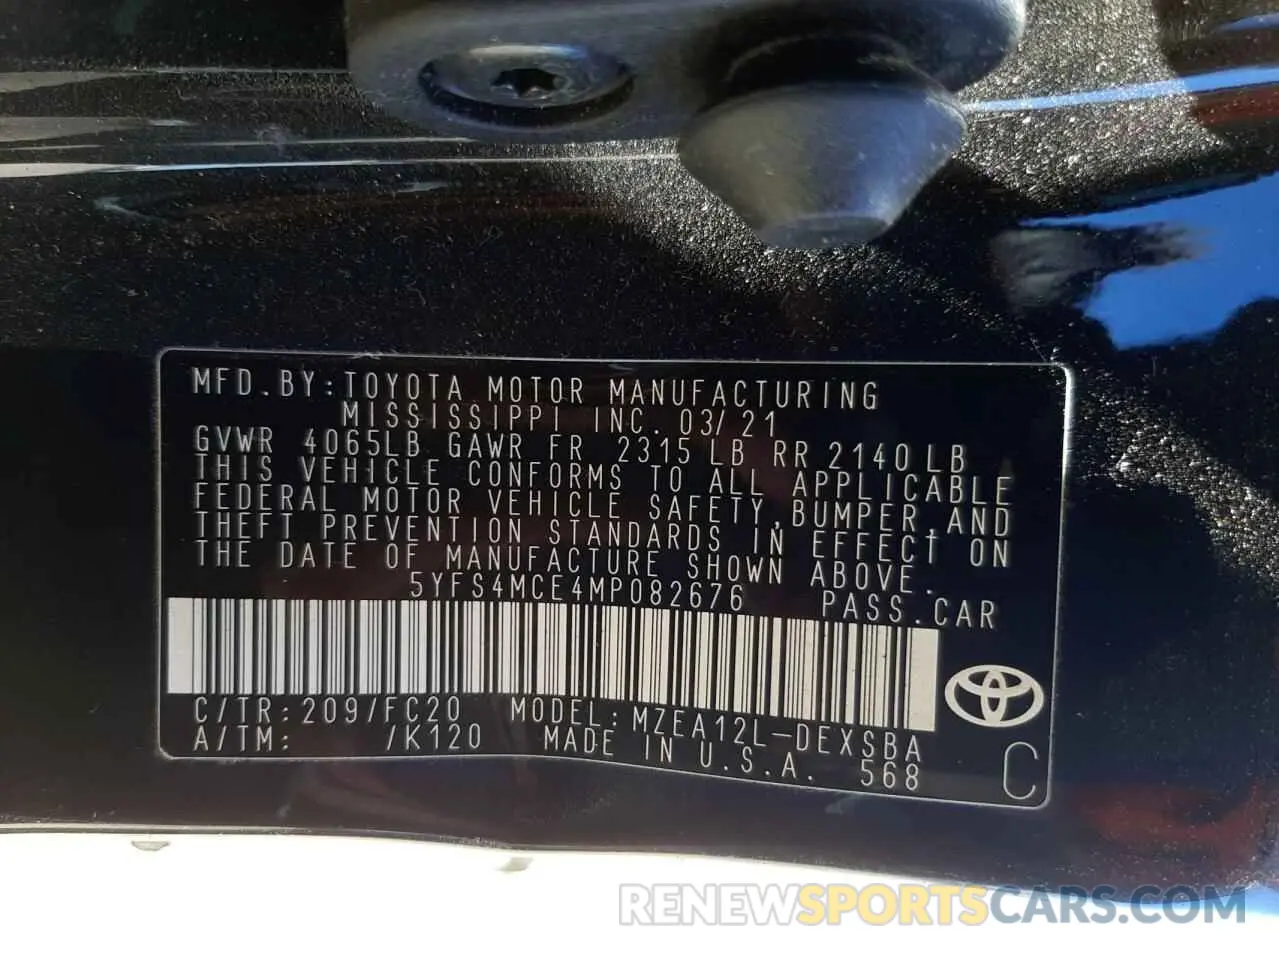 MFD.BY:TOYOTA MOTOR MANUFACTURING
MISSISSIPPI INC. 03/21
GVWR 4065LB GAWR FR 2315LB RR 2140LB
THIS VEHICLE CONFORMS TO ALL APPLICABLE
FEDERAL MOTOR VEHICLE SAFETY,BUMPER,AND
THEFT PREVENTION STANDARDS IN EFFECT ON
THE DATE OF MANUFACTURE SHOWN ABOVE.
5YFS4MCE4MP082676 PASS.CAR
C/TR:209/FC20 MODEL:MZEA12L-DEXSBA
A/TM: /K120 MADE IN U.S.A. 568
C
RENEWSPORTSCARS.COM